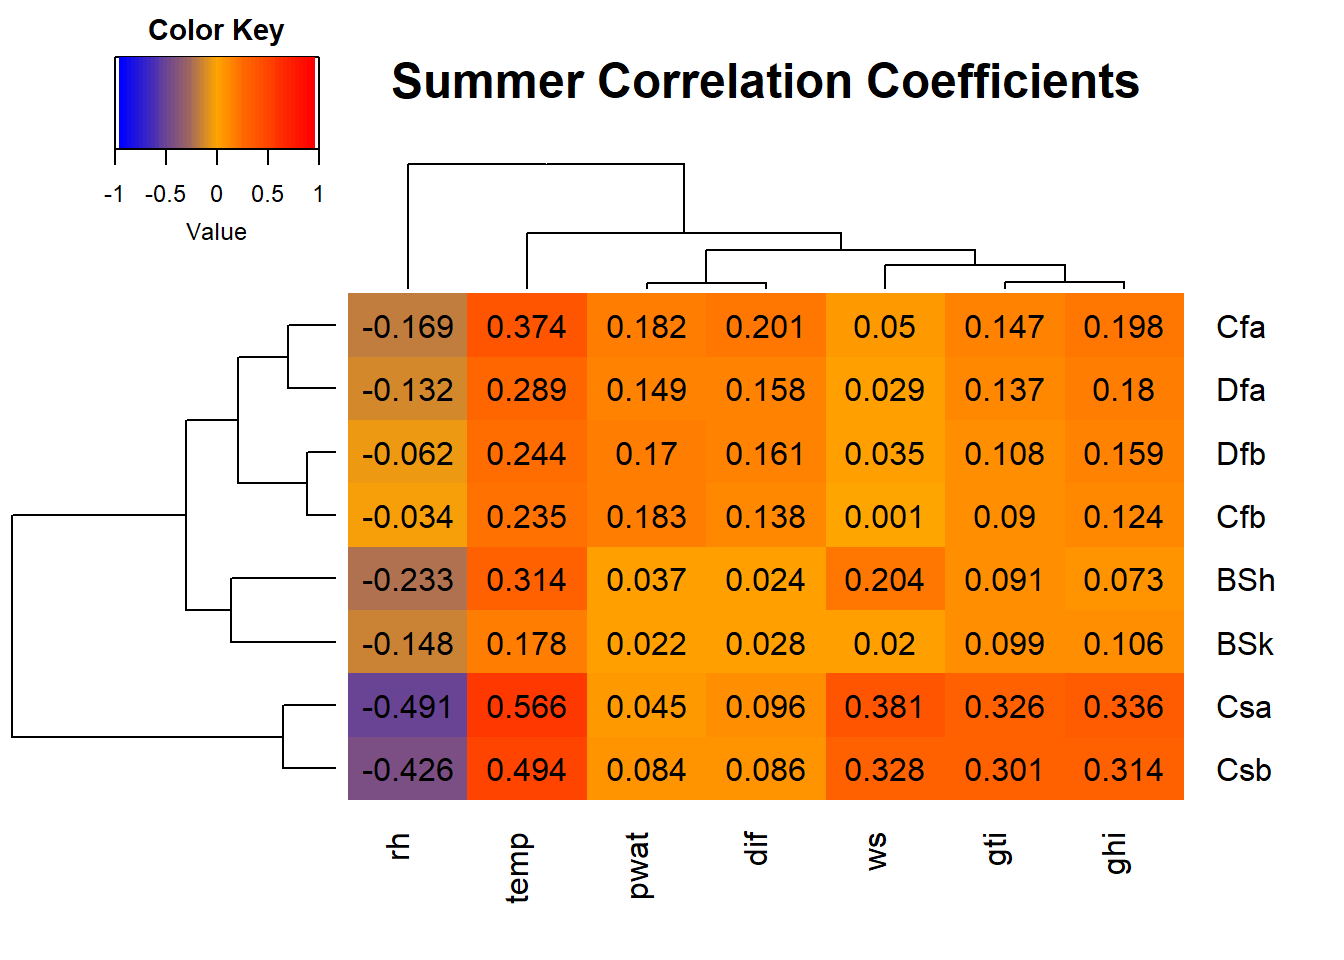 Color Key
Summer Correlation Coefficients
-1 -0.5 0 0.5 1
Value
-0.169 0.374 0.182 0.201 0.05 0.147 0.198 Cfa
-0.132 0.289 0.149 0.158 0.029 0.137 0.18 Dfa
-0.062 0.244 0.17 0.161 0.035 0.108 0.159 Dfb
-0.034 0.235 0.183 0.138 0.001 0.09 0.124 Cfb
-0.233 0.314 0.037 0.024 0.204 0.091 0.073 BSh
-0.148 0.178 0.022 0.028 0.02 0.099 0.106 BSk
-0.491 0.566 0.045 0.096 0.381 0.326 0.336 Csa
-0.426 0.494 0.084 0.086 0.328 0.301 0.314 Csb
rh temp pwat dif ws gti ghi